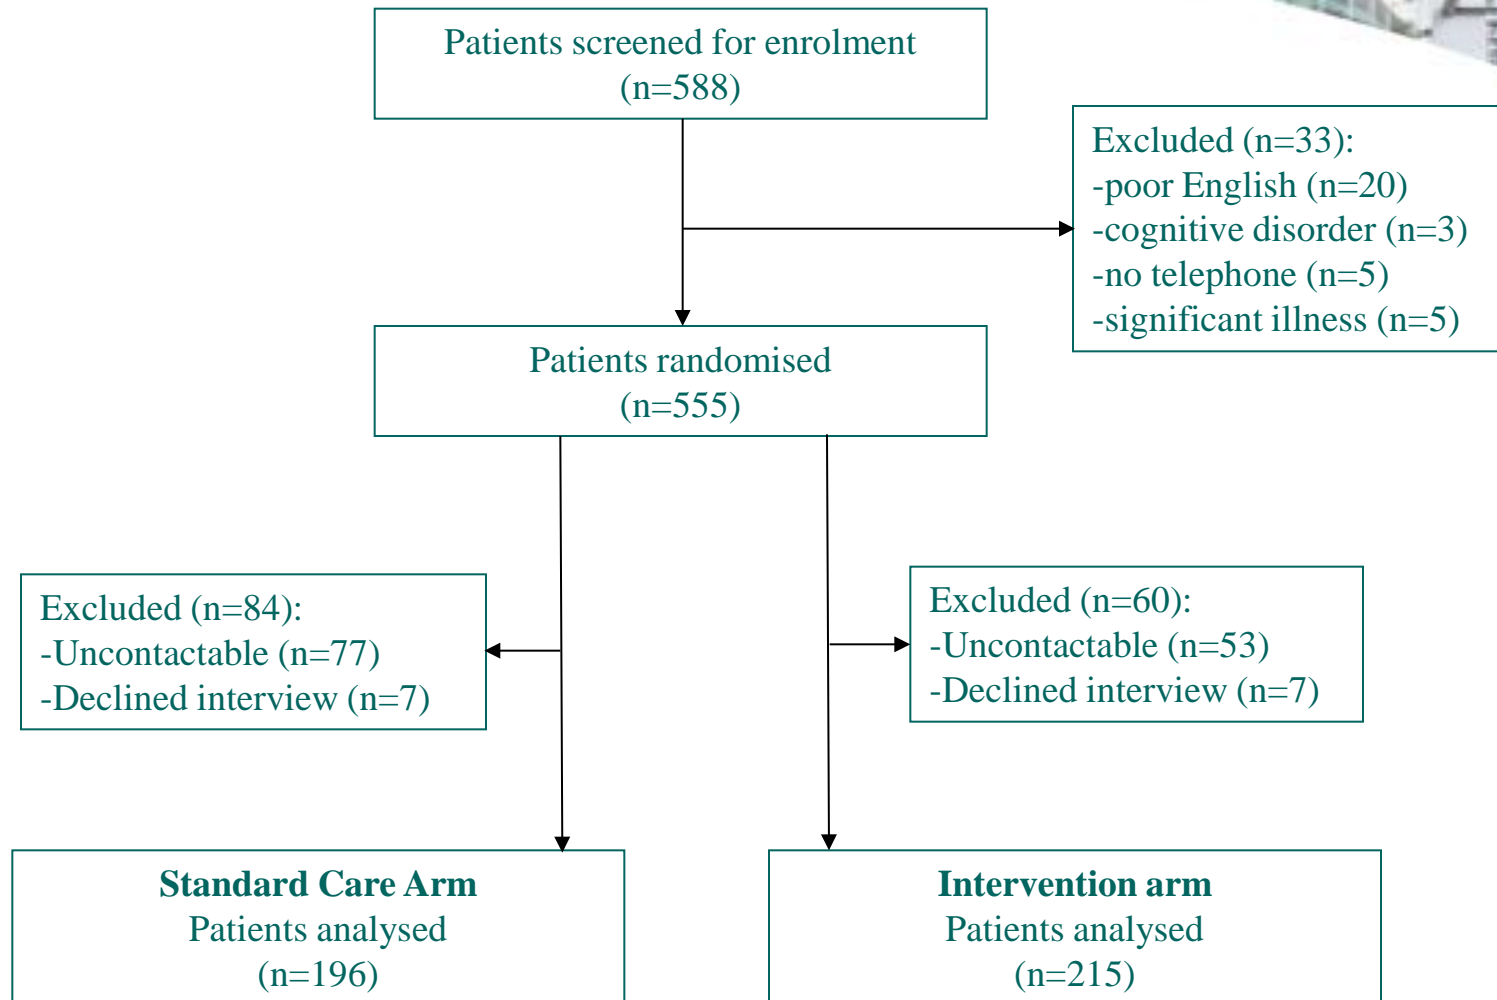 Patients screened for enrolment
(n=588)
Excluded (n=33):
-poor English (n=20)
-cognitive disorder (n=3)
-no telephone (n=5)
-significant illness (n=5)
Patients randomised
(n=555)
Excluded (n=84):
-Uncontactable (n=77)
-Declined interview (n=7)
Excluded (n=60):
-Uncontactable (n=53)
-Declined interview (n=7)
Standard Care Arm
Patients analysed
(n=196)
Intervention arm
Patients analysed
(n=215)